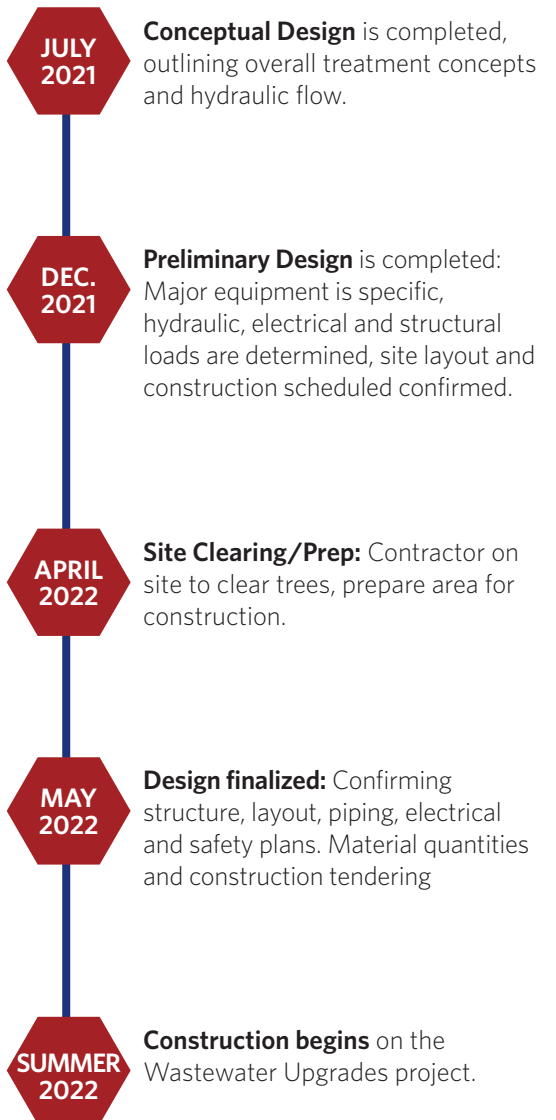 JULY
2021
Conceptual Design is completed,
outlining overall treatment concepts
and hydraulic flow.
DEC.
2021
Preliminary Design is completed:
Major equipment is specific,
hydraulic, electrical and structural
loads are determined, site layout and
construction scheduled confirmed.
APRIL
2022
Site Clearing/Prep: Contractor on
site to clear trees, prepare area for
construction.
MAY
2022
Design finalized: Confirming
structure, layout, piping, electrical
and safety plans. Material quantities
and construction tendering
SUMMER
2022
Construction begins on the
Wastewater Upgrades project.